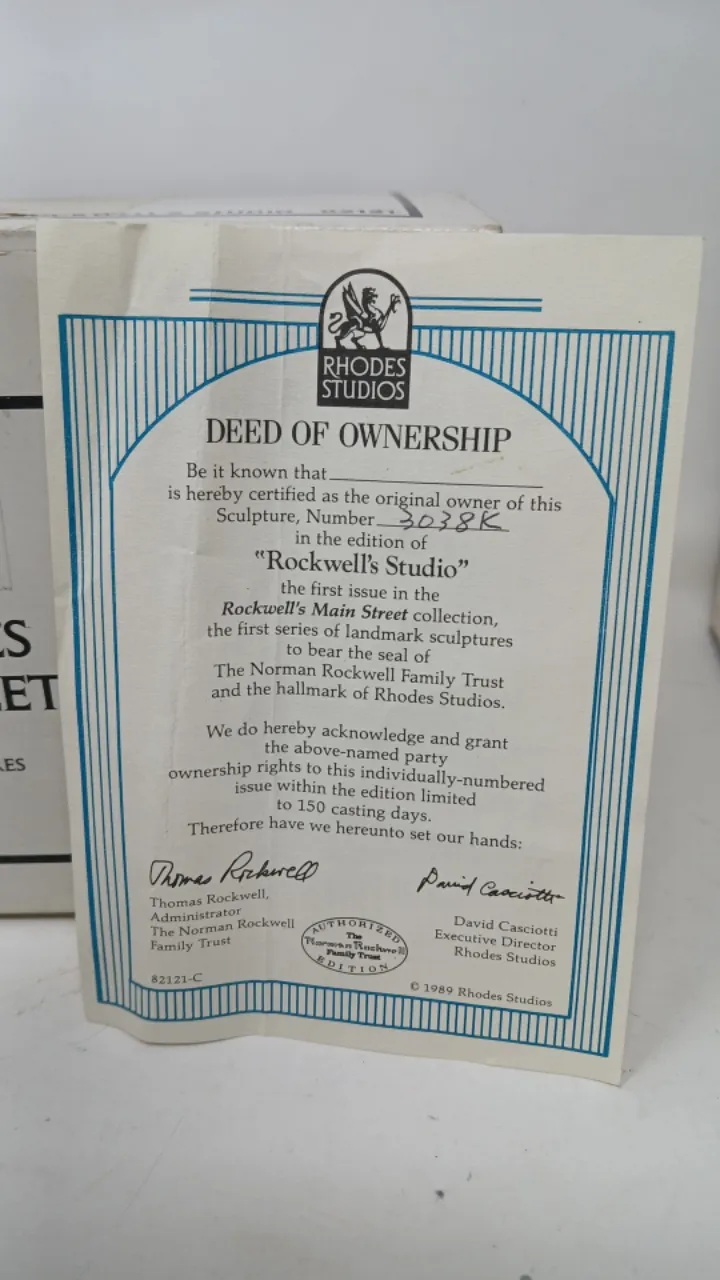 RHODES
STUDIOS
DEED OF OWNERSHIP
Be it known that
is hereby certified as the original owner of this
Sculpture, Number 3038K
in the edition of
"Rockwell's Studio"
the first issue in the
Rockwell's Main Street collection,
the first series of landmark sculptures
to bear the seal of
The Norman Rockwell Family Trust
and the hallmark of Rhodes Studios.
We do hereby acknowledge and grant
the above-named party
ownership rights to this individually-numbered
issue within the edition limited
to 150 casting days.
Therefore have we hereunto set our hands:
Thomas Rockwell
Thomas Rockwell,
Administrator
The Norman Rockwell
Family Trust
82121-C
AUTHORIZED
The
Norman Rockwell
Family Trust
EDITION
David Casciotti
David Casciotti
Executive Director
Rhodes Studios
© 1989 Rhodes Studios